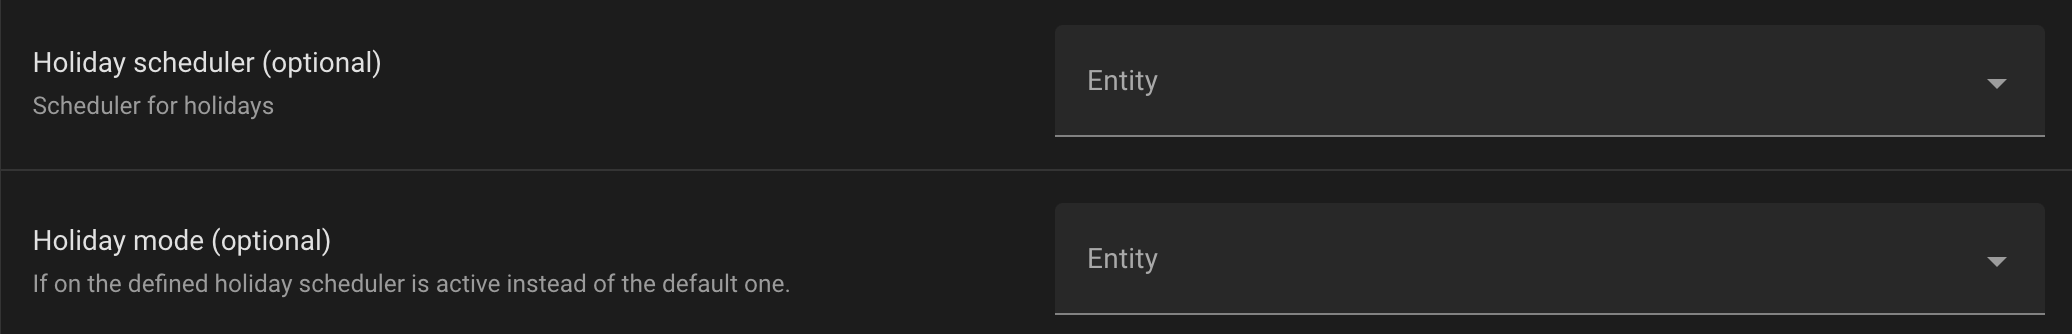 Holiday scheduler (optional)
Scheduler for holidays
Entity
Holiday mode (optional)
If on the defined holiday scheduler is active instead of the default one.
Entity